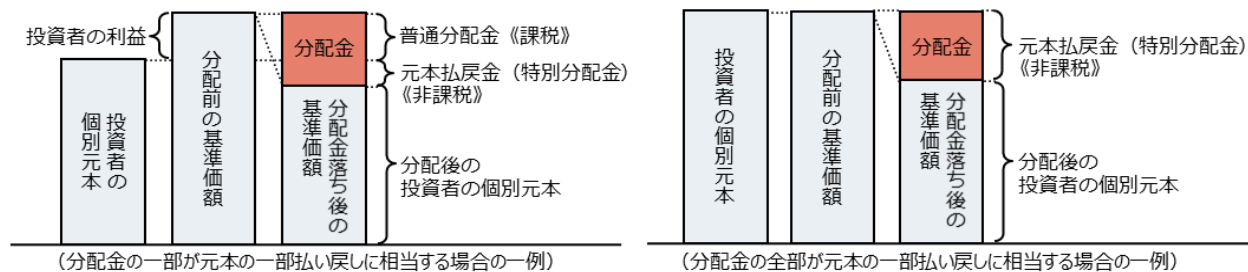 投資者の利益
投資者の
個別元本
分配前の基準価額
分配金
分配金落ち後の
基準価額
普通分配金《課税》
元本払戻金（特別分配金）
《非課税》
分配後の
投資者の個別元本
（分配金の一部が元本の一部払い戻しに相当する場合の一例）
投資者の個別元本
分配前の基準価額
分配金
分配金落ち後の
基準価額
元本払戻金（特別分配金）
《非課税》
分配後の
投資者の個別元本
（分配金の全部が元本の一部払い戻しに相当する場合の一例）